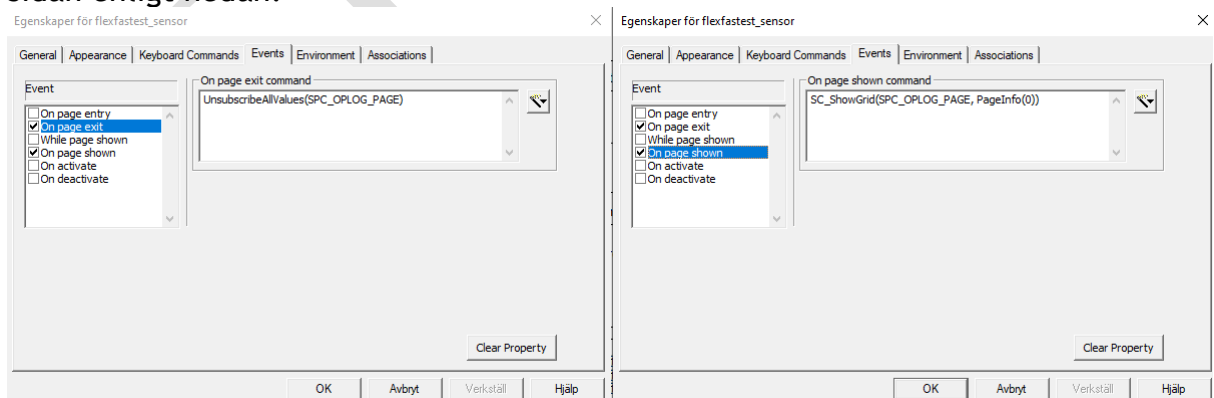 sidan enligt nedan.
Egenskaper för flexfastest_sensor
General Appearance Keyboard Commands Events Environment Associations
Event
On page entry
On page exit
While page shown
On page shown
On activate
On deactivate
On page exit command
UnsubscribeAllValues(SPC_OPLOG_PAGE)
Clear Property
OK Avbryt Verkställ Hjälp
Egenskaper för flexfastest_sensor
General Appearance Keyboard Commands Events Environment Associations
Event
On page entry
On page exit
While page shown
On page shown
On activate
On deactivate
On page shown command
SC_ShowGrid(SPC_OPLOG_PAGE, PageInfo(0))
Clear Property
OK Avbryt Verkställ Hjälp